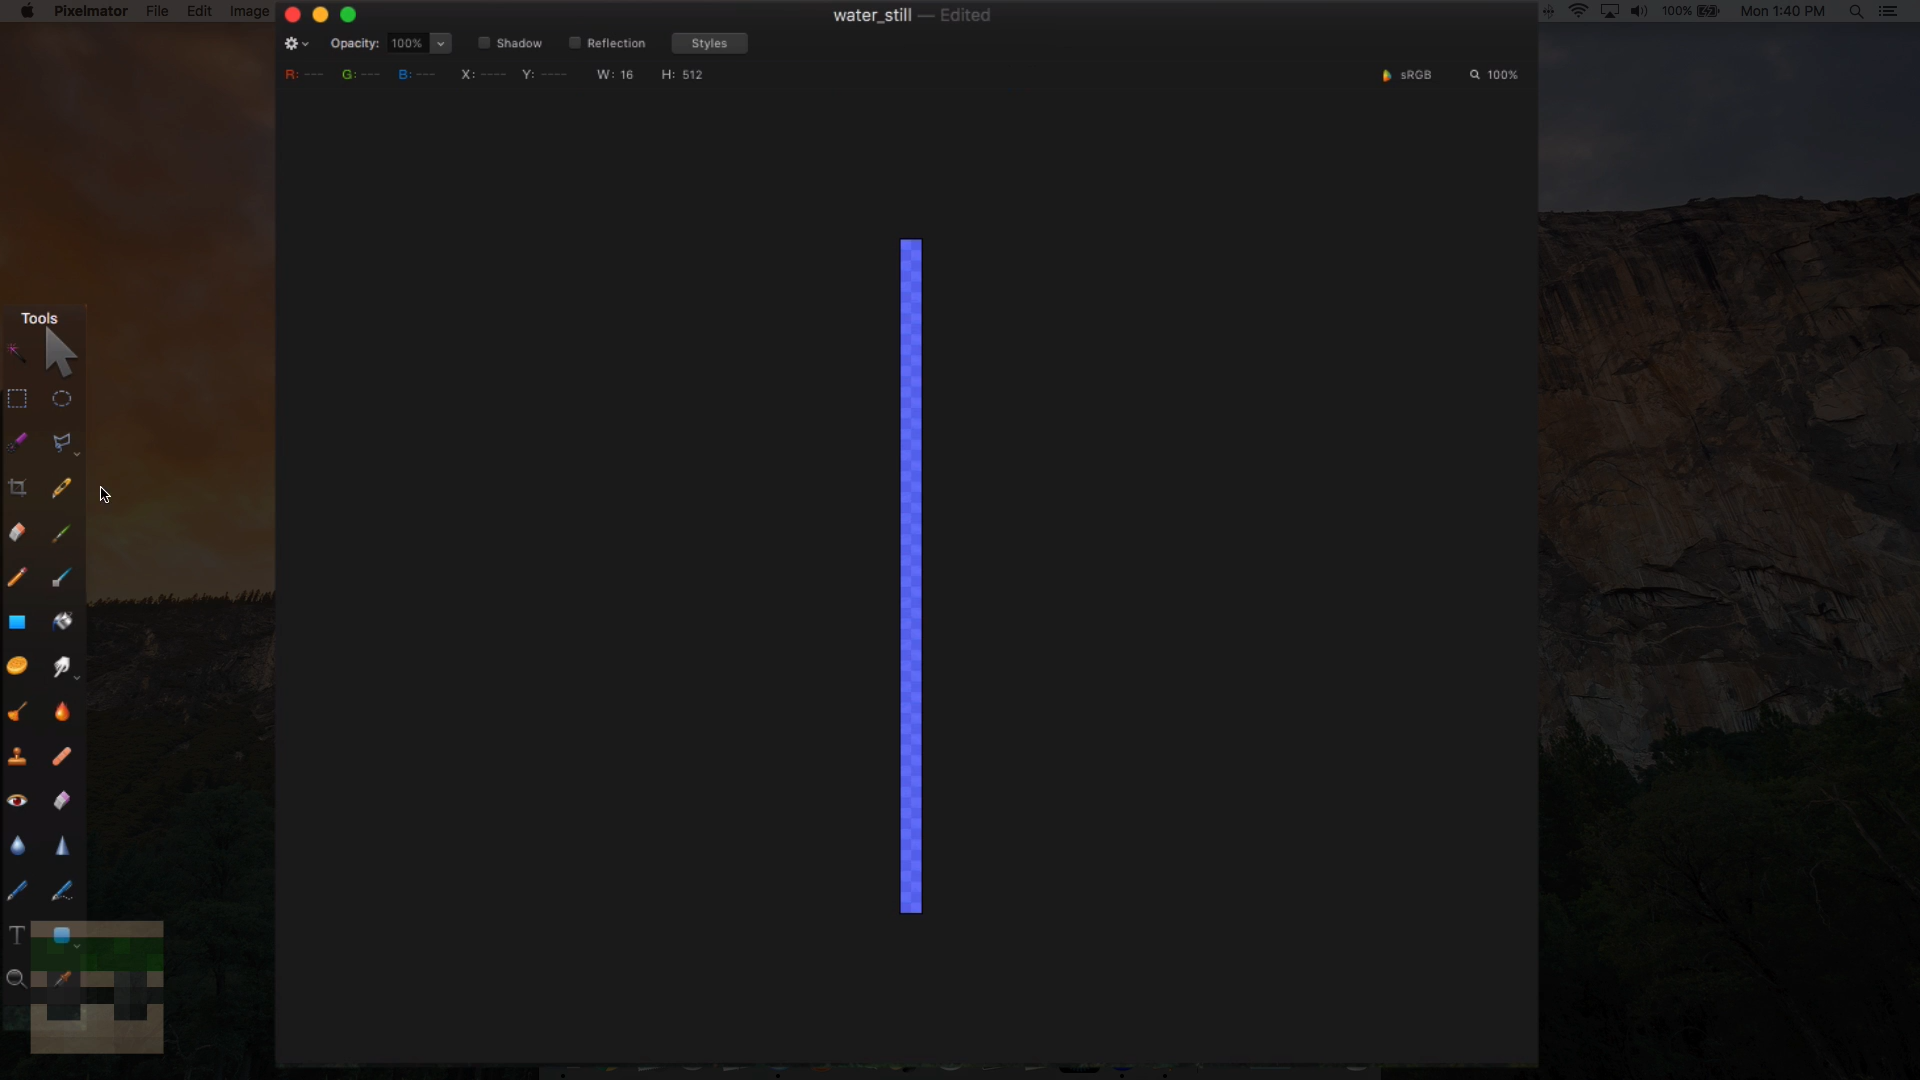 Pixelmator File Edit Image
water_still — Edited
100% Mon 1:40 PM
Opacity: 100% Shadow Reflection Styles
R: --- G: --- B: --- X: ---- Y: ---- W: 16 H: 512
sRGB 100%
Tools
T